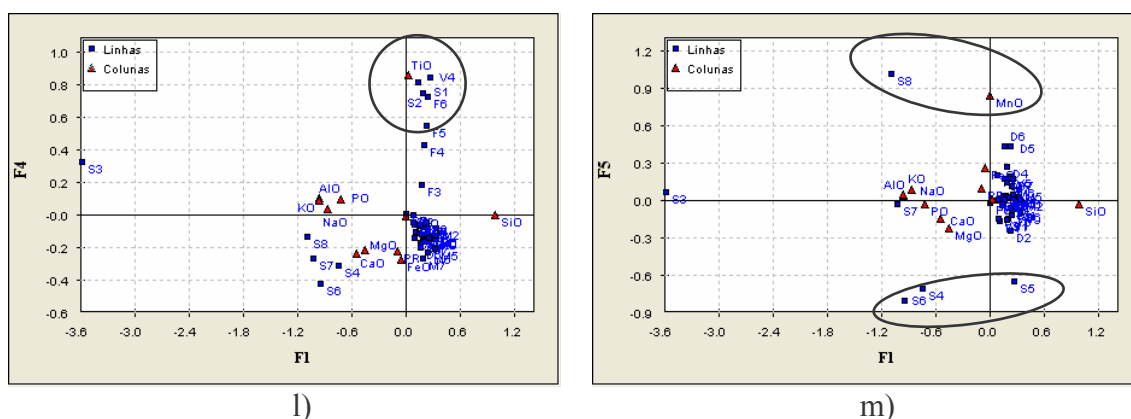 Linhas
Colunas
1.0
0.8
0.6
0.4
0.2
-0.0
-0.2
-0.4
-0.6
F4
TiO
V4
S1
S2
F6
F5
F4
F3
S3
AlO
PO
KO
NaO
SiO
S8
MgO
S7
S4
CaO
FeO
M7
S6
-3.6
-3.0
-2.4
-1.8
-1.2
-0.6
0.0
0.6
1.2
F1
l)
Linhas
Colunas
1.2
0.9
0.6
0.3
0.0
-0.3
-0.6
-0.9
F5
S8
MnO
D6
D5
D4
S3
AlO
KO
NaO
S7
PO
SiO
CaO
MgO
D2
S4
S5
S6
-3.6
-3.0
-2.4
-1.8
-1.2
-0.6
0.0
0.6
1.2
F1
m)